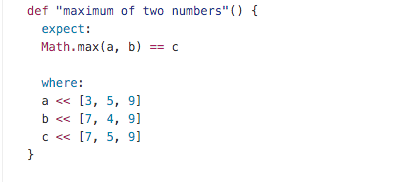 def "maximum of two numbers"() {
  expect:
  Math.max(a, b) == c

  where:
  a << [3, 5, 9]
  b << [7, 4, 9]
  c << [7, 5, 9]
}